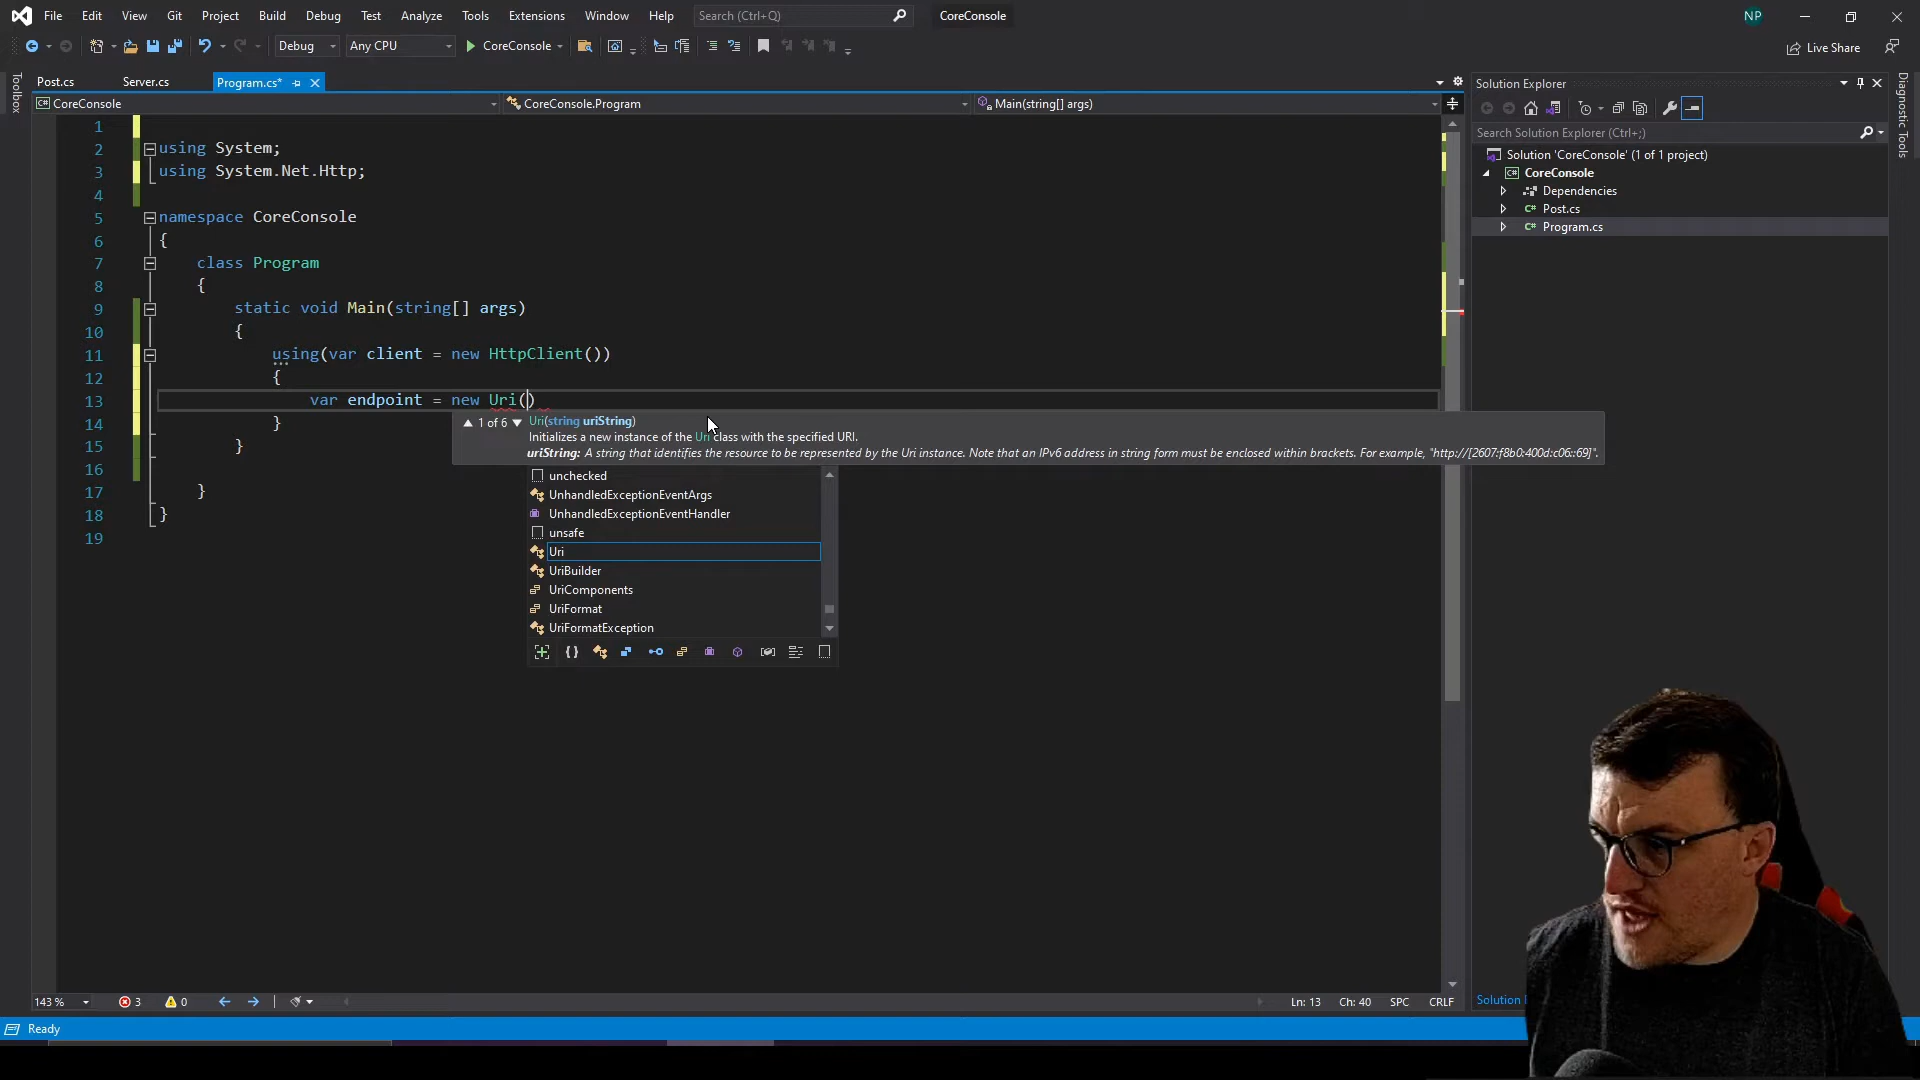 File Edit View Git Project Build Debug Test Analyze Tools Extensions Window Help Search (Ctrl+Q) CoreConsole NP
Debug Any CPU CoreConsole Live Share
Post.cs Server.cs Program.cs*
CoreConsole CoreConsole.Program Main(string[] args)
Toolbox
1
2 using System;
3 using System.Net.Http;
4
5 namespace CoreConsole
6 {
7 class Program
8 {
9 static void Main(string[] args)
10 {
11 using(var client = new HttpClient())
12 {
13 var endpoint = new Uri()
14 }
15 }
16
17 }
18 }
19
1 of 6 Uri(string uriString)
Initializes a new instance of the Uri class with the specified URI.
uriString: A string that identifies the resource to be represented by the Uri instance. Note that an IPv6 address in string form must be enclosed within brackets. For example, "http://[2607:f8b0:400d:c06::69]".
unchecked
UnhandledExceptionEventArgs
UnhandledExceptionEventHandler
unsafe
Uri
UriBuilder
UriComponents
UriFormat
UriFormatException
Solution Explorer
Search Solution Explorer (Ctrl+;)
Solution 'CoreConsole' (1 of 1 project)
CoreConsole
Dependencies
Post.cs
Program.cs
Diagnostic Tools
143 % 3 0 Ln: 13 Ch: 40 SPC CRLF
Solution
Ready